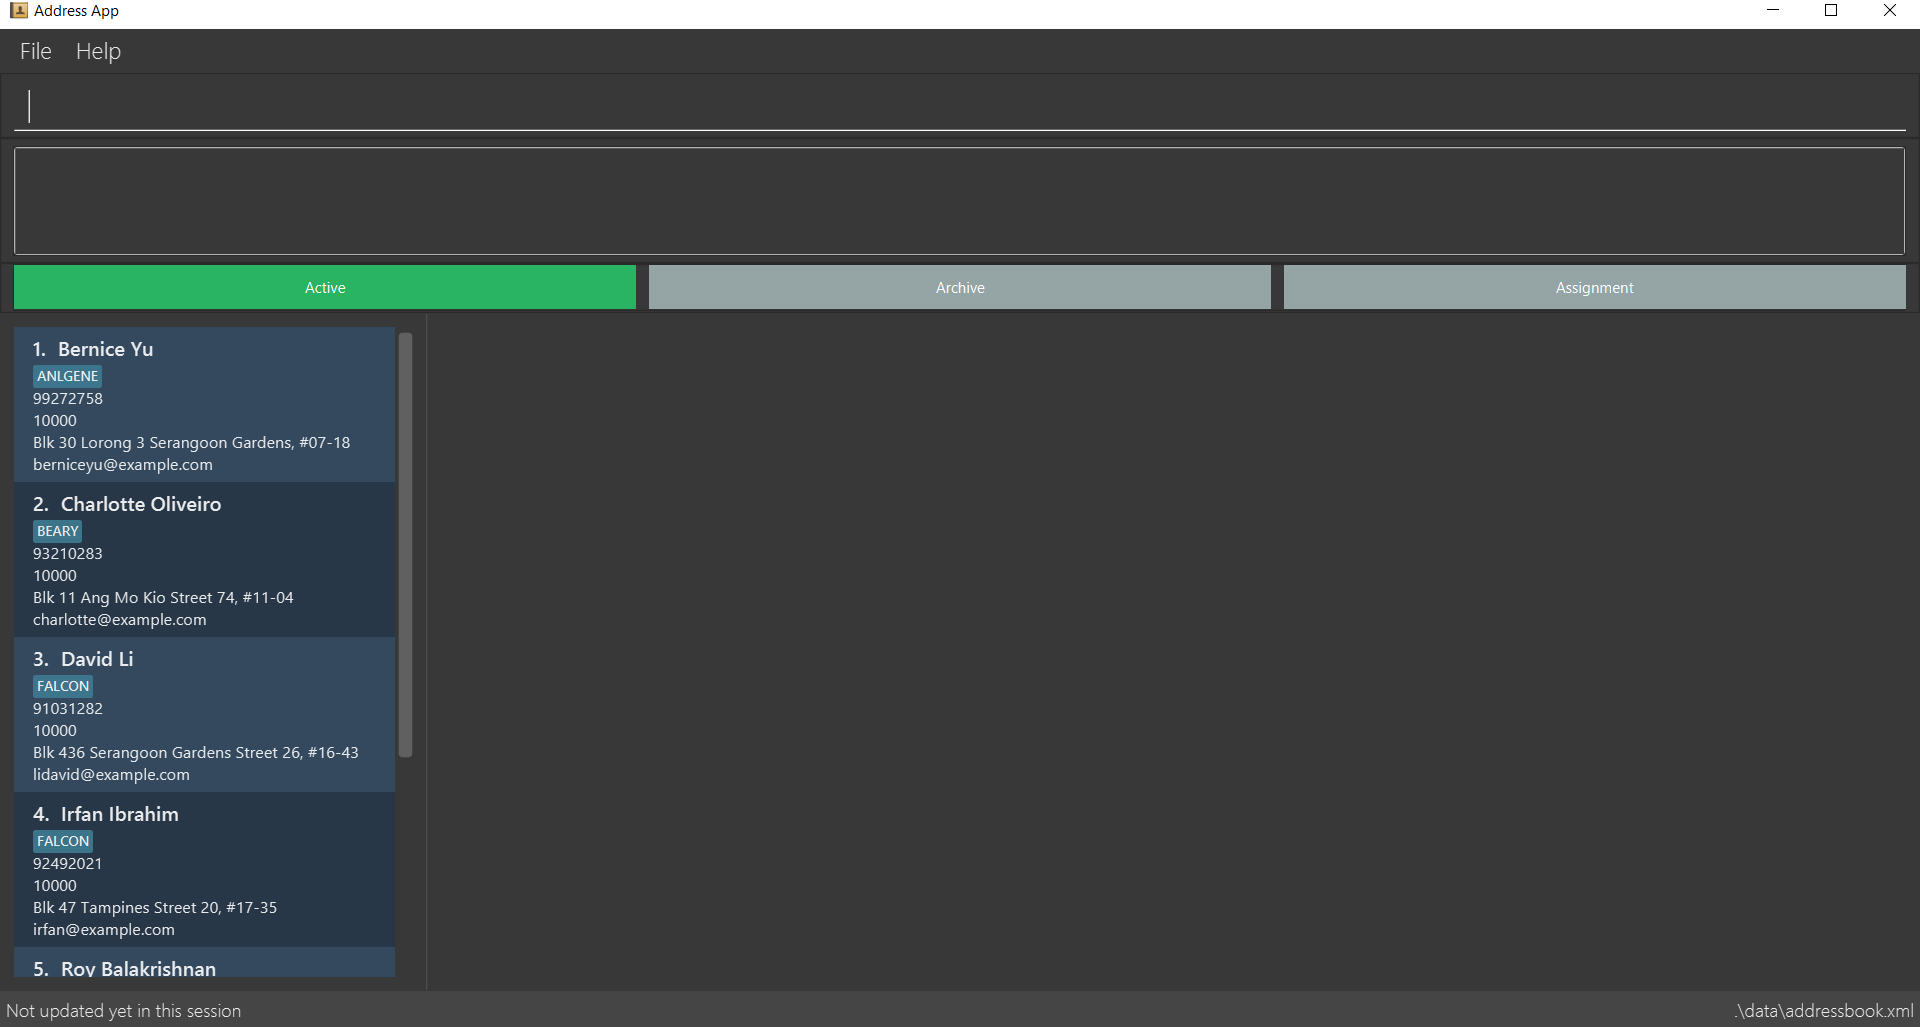 Address App
File Help
Active Archive Assignment
1. Bernice Yu
ANLGENE
99272758
10000
Blk 30 Lorong 3 Serangoon Gardens, #07-18
berniceyu@example.com
2. Charlotte Oliveiro
BEARY
93210283
10000
Blk 11 Ang Mo Kio Street 74, #11-04
charlotte@example.com
3. David Li
FALCON
91031282
10000
Blk 436 Serangoon Gardens Street 26, #16-43
lidavid@example.com
4. Irfan Ibrahim
FALCON
92492021
10000
Blk 47 Tampines Street 20, #17-35
irfan@example.com
5. Roy Balakrishnan
Not updated yet in this session
.\data\addressbook.xml